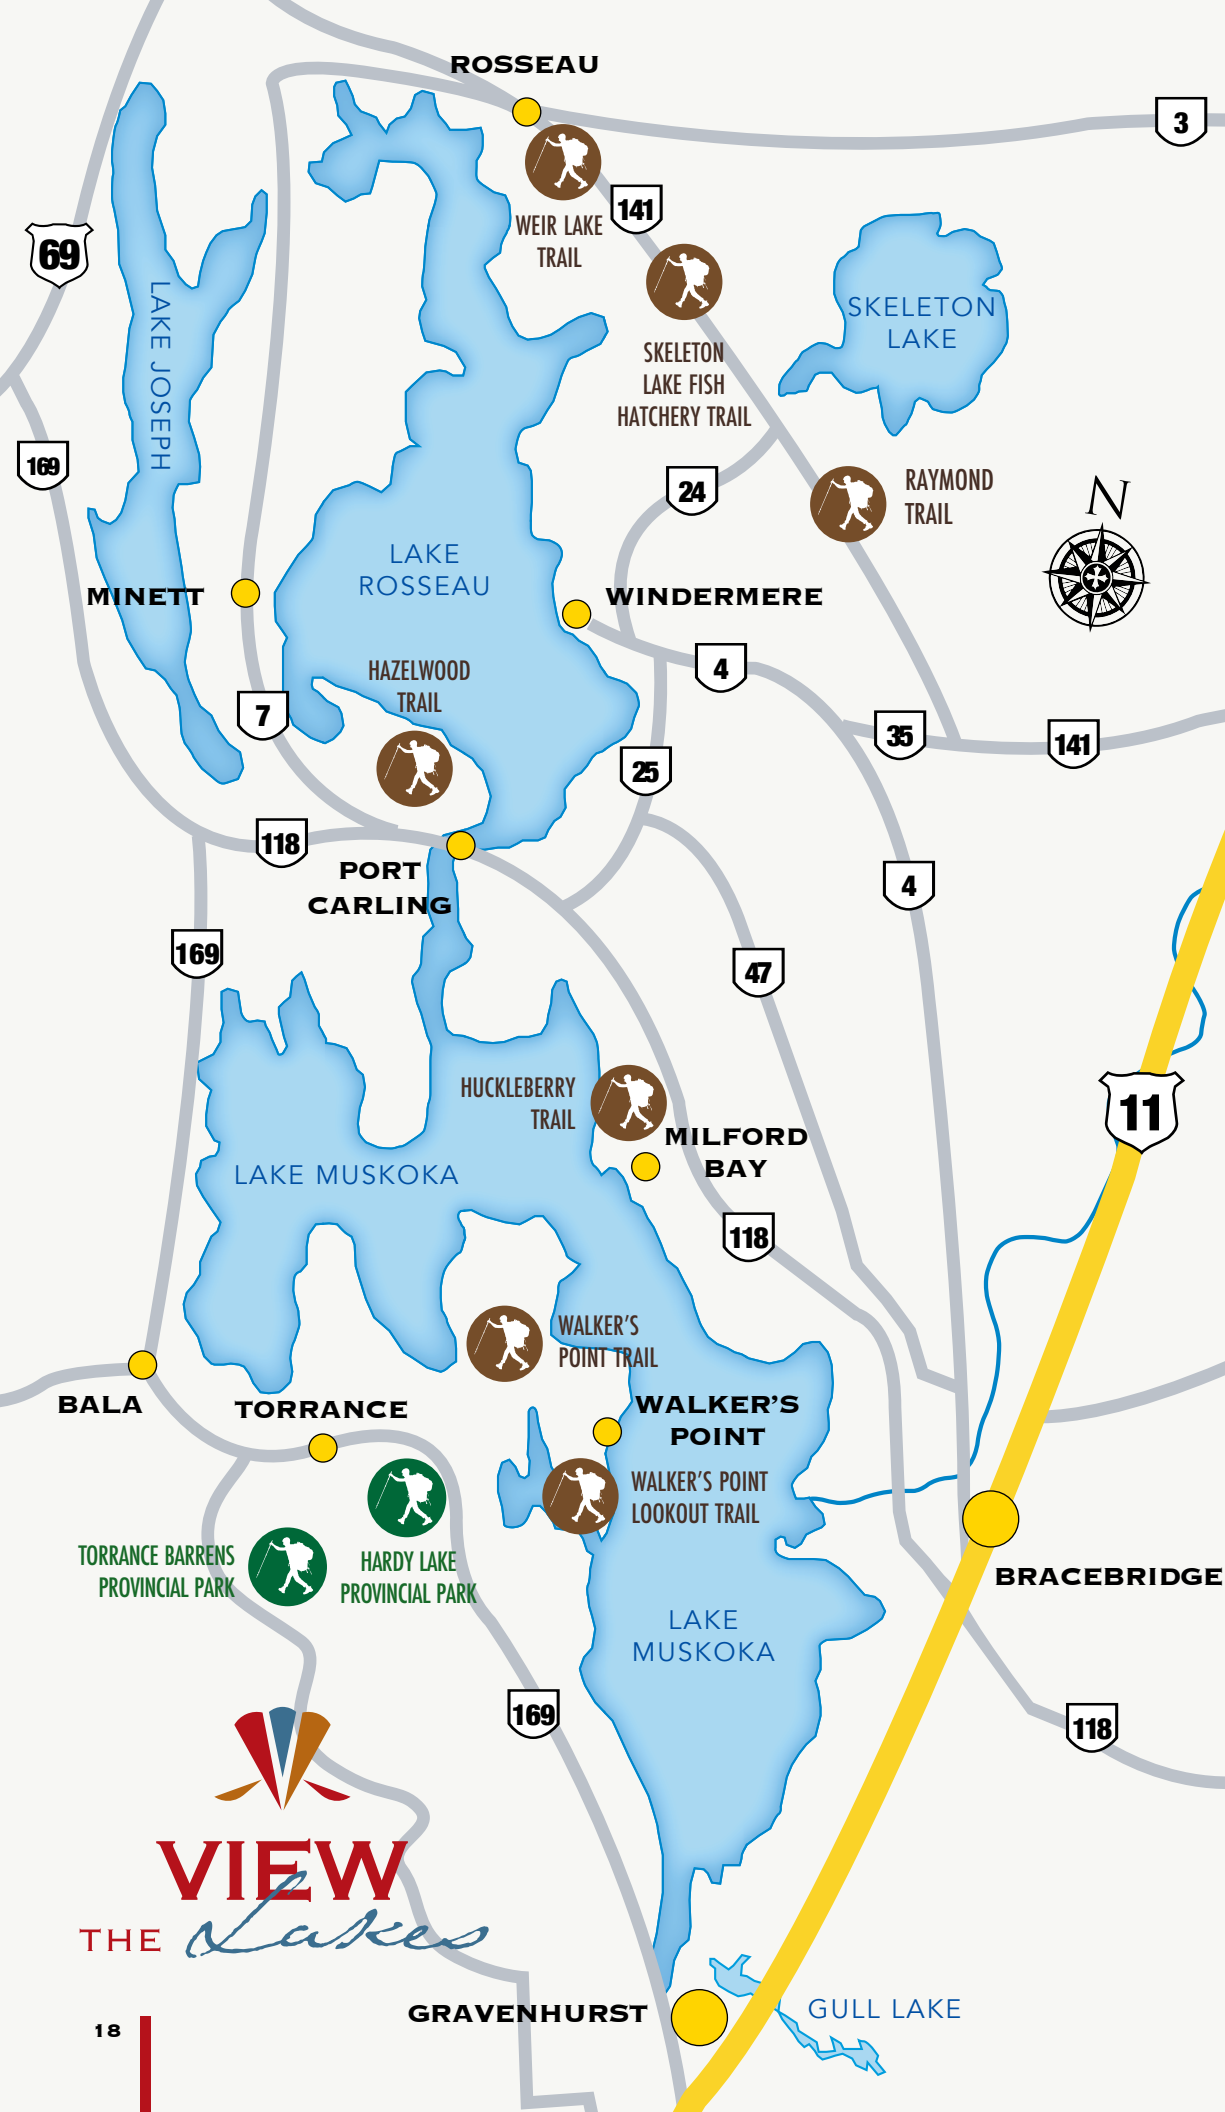 ROSSEAU
3
WEIR LAKE
TRAIL
141
69
LAKE JOSEPH
SKELETON
LAKE
SKELETON
LAKE FISH
HATCHERY TRAIL
169
24
RAYMOND
TRAIL
N
LAKE
ROSSEAU
MINETT
WINDERMERE
HAZELWOOD
TRAIL
4
7
35
141
25
118
PORT
CARLING
4
169
47
HUCKLEBERRY
TRAIL
11
MILFORD
BAY
LAKE MUSKOKA
118
WALKER'S
POINT TRAIL
BALA
TORRANCE
WALKER'S
POINT
WALKER'S POINT
LOOKOUT TRAIL
TORRANCE BARRENS
PROVINCIAL PARK
HARDY LAKE
PROVINCIAL PARK
BRACEBRIDGE
LAKE
MUSKOKA
169
118
VIEW
THE Lakes
GRAVENHURST
GULL LAKE
18